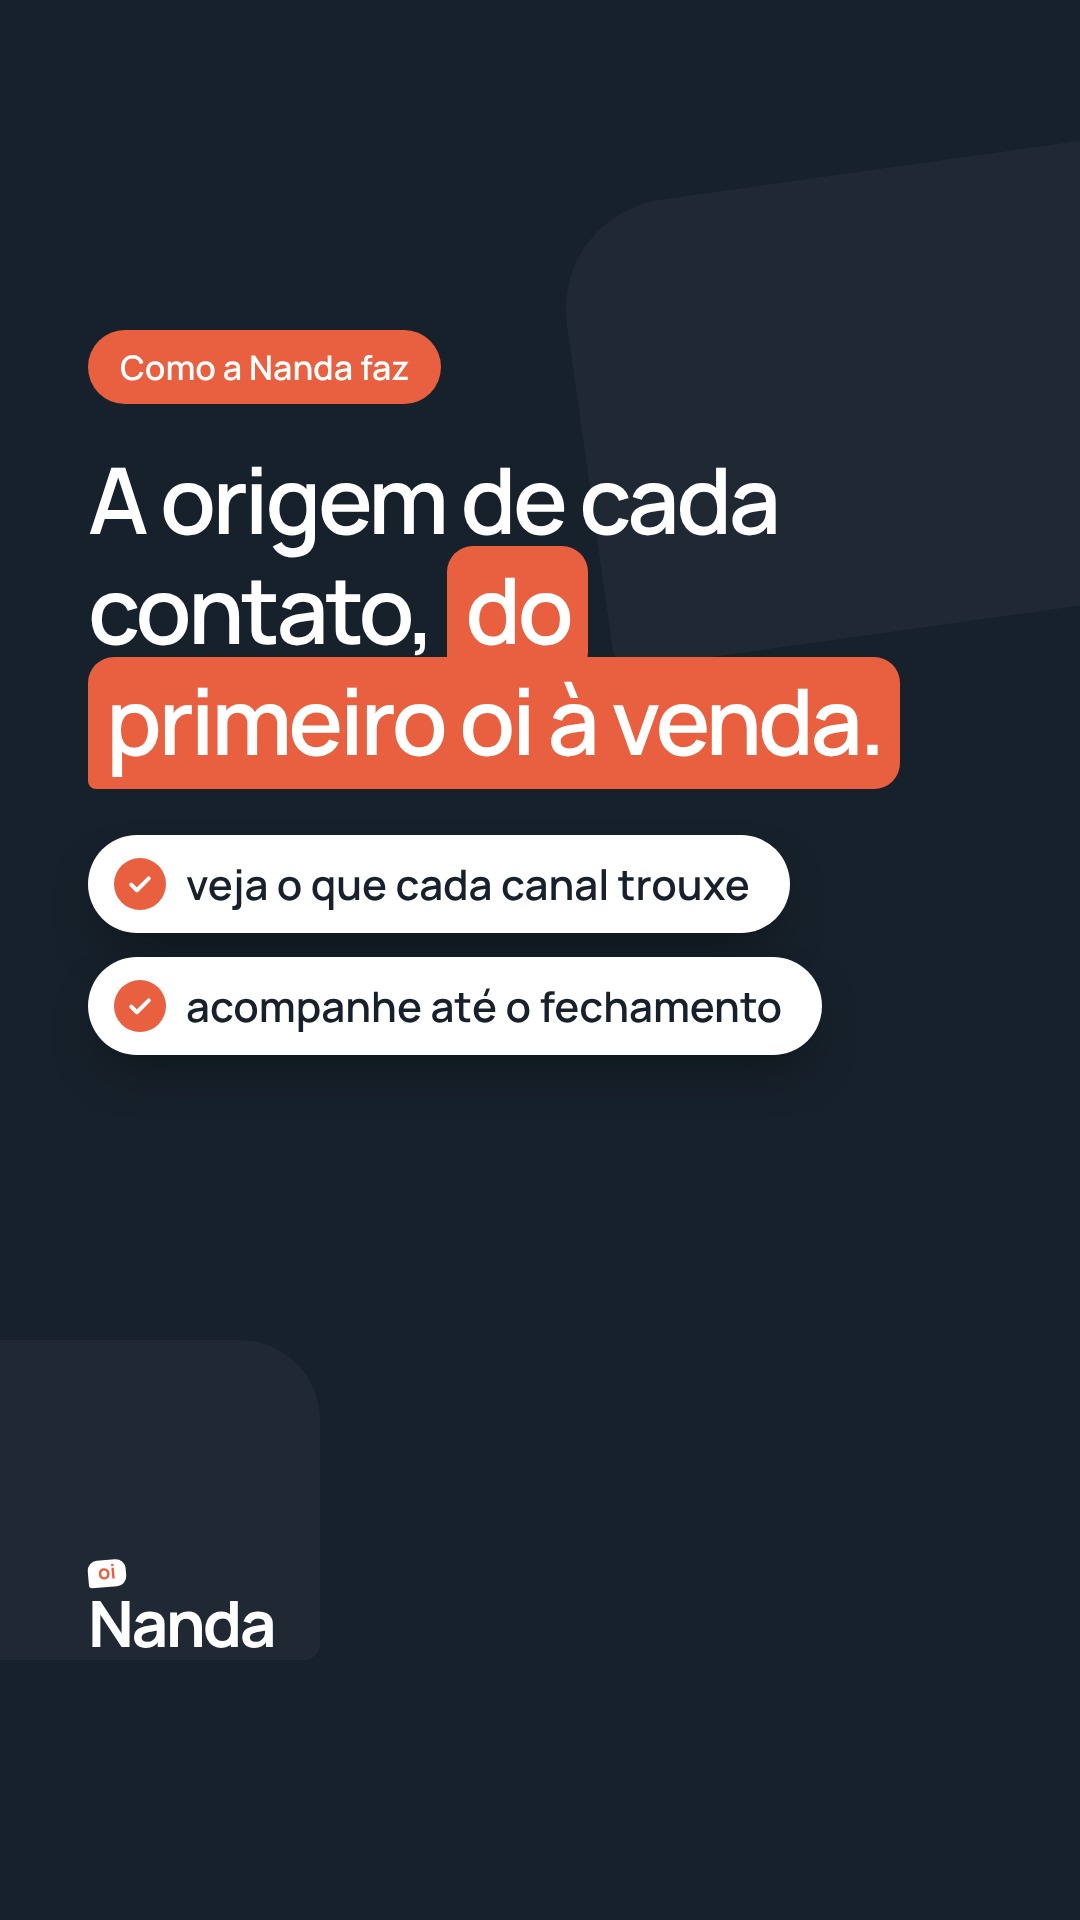 Como a Nanda faz
A origem de cada
contato, do
primeiro oi à venda.
veja o que cada canal trouxe
acompanhe até o fechamento
oi
Nanda